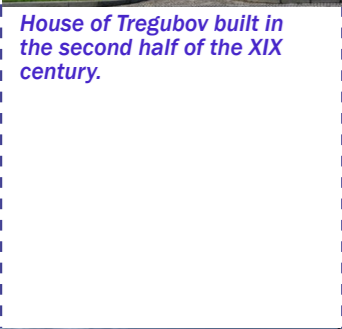 House of Tregubov built in
the second half of the XIX
century.